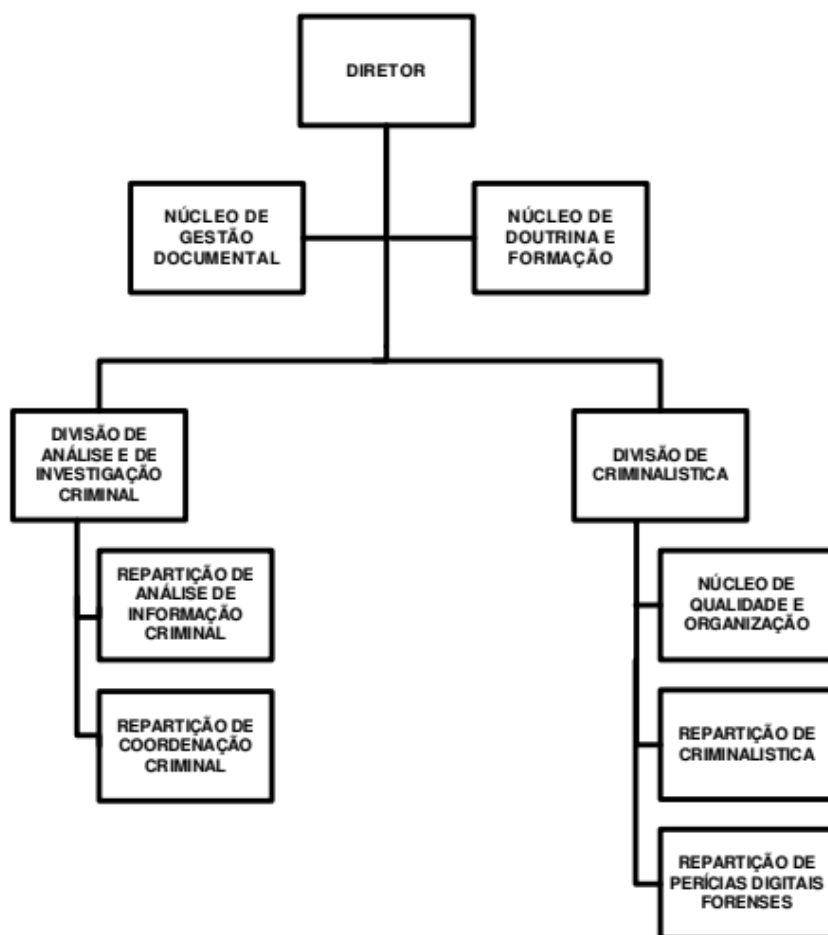 DIRETOR
NÚCLEO DE
GESTÃO
DOCUMENTAL
NÚCLEO DE
DOUTRINA E
FORMAÇÃO
DIVISÃO DE
ANÁLISE E DE
INVESTIGAÇÃO
CRIMINAL
REPARTIÇÃO DE
ANÁLISE DE
INFORMAÇÃO
CRIMINAL
REPARTIÇÃO DE
COORDENAÇÃO
CRIMINAL
DIVISÃO DE
CRIMINALISTICA
NÚCLEO DE
QUALIDADE E
ORGANIZAÇÃO
REPARTIÇÃO DE
CRIMINALISTICA
REPARTIÇÃO DE
PERÍCIAS DIGITAIS
FORENSES